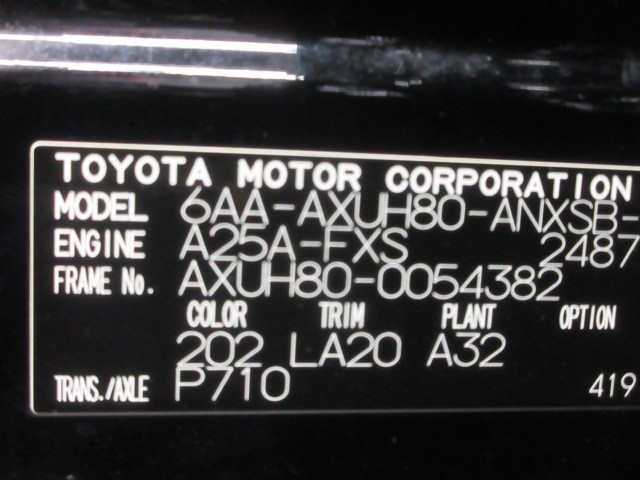 TOYOTA MOTOR CORPORATION
MODEL 6AA-AXUH80-ANXSB-
ENGINE A25A-FXS 2487
FRAME No. AXUH80-0054382
COLOR TRIM PLANT OPTION
202 LA20 A32
TRANS./AXLE P710 419